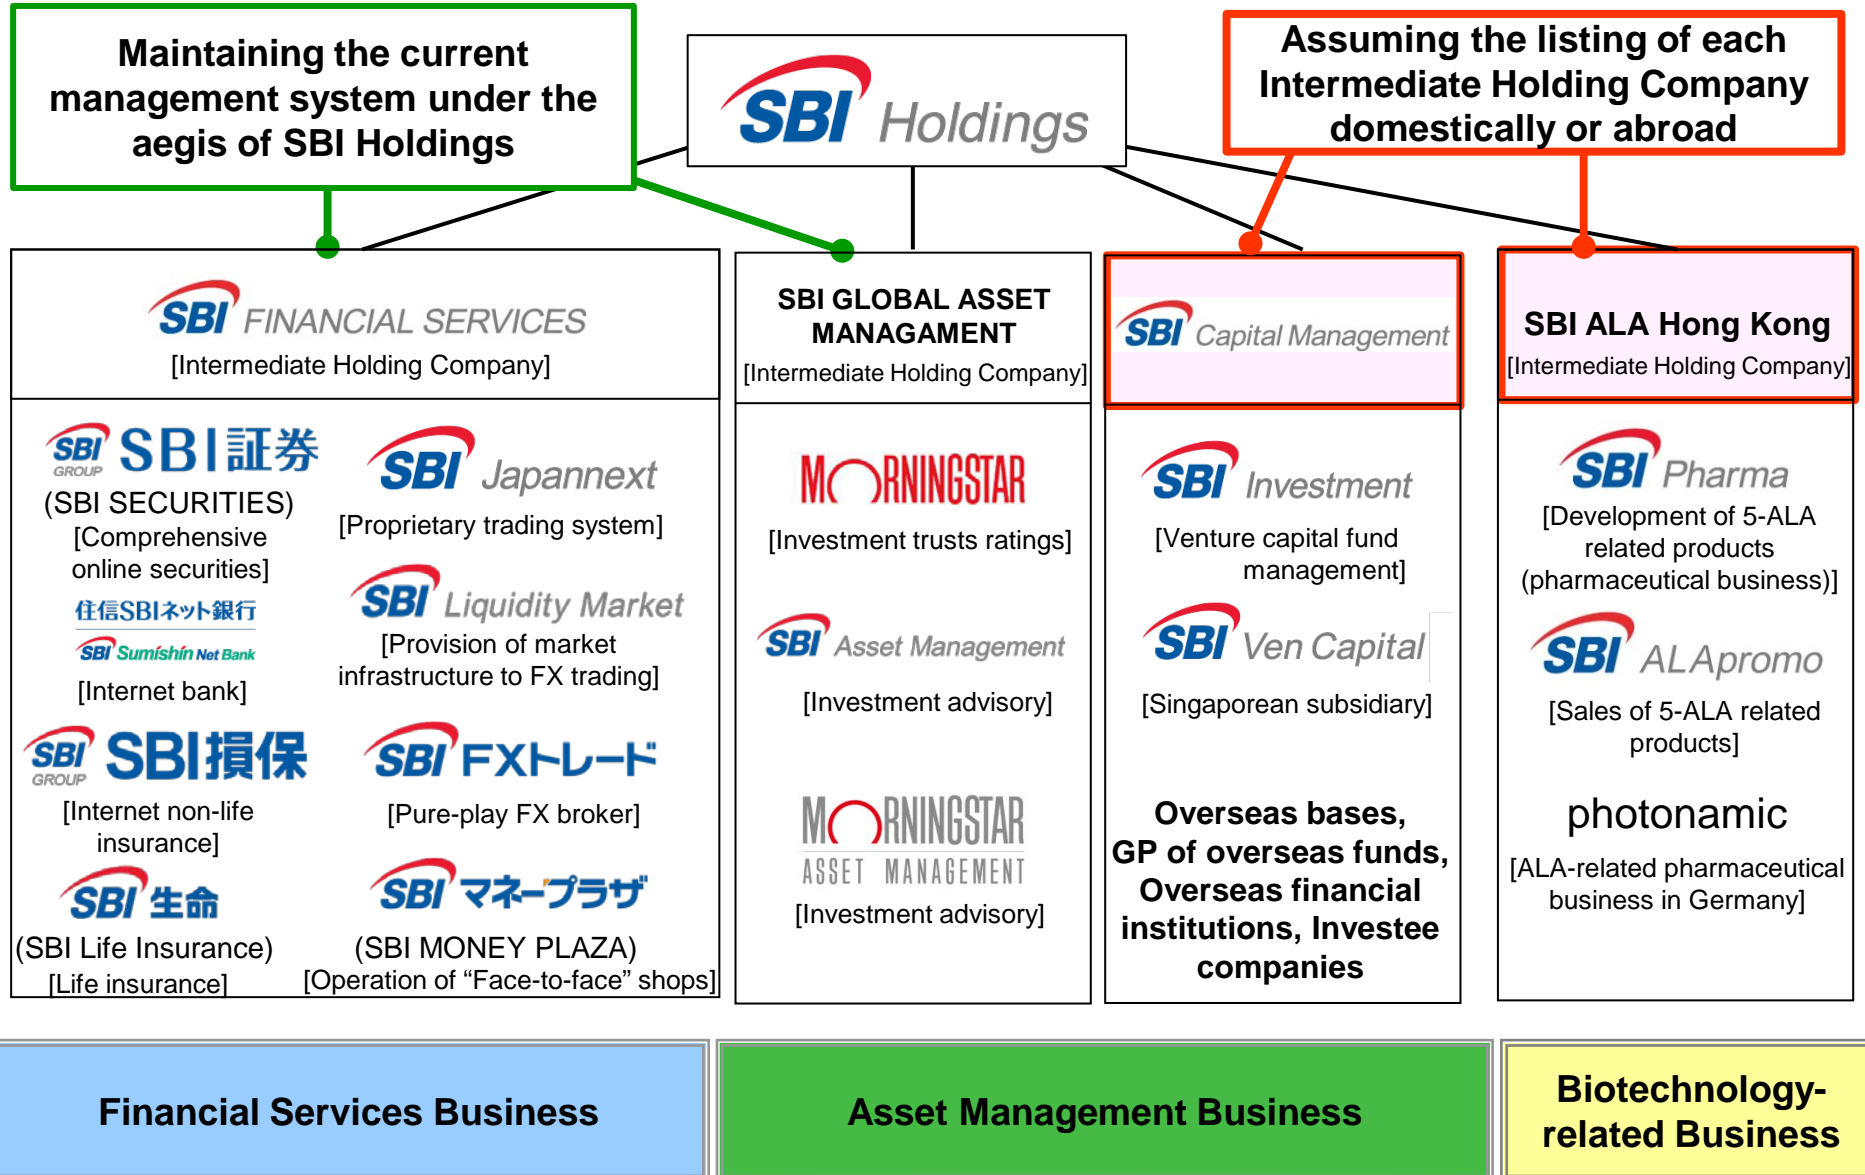 Maintaining the current
management system under the
aegis of SBI Holdings
SBI Holdings
Assuming the listing of each
Intermediate Holding Company
domestically or abroad
SBI FINANCIAL SERVICES
[Intermediate Holding Company]
SBI GROUP SBI証券
(SBI SECURITIES)
[Comprehensive
online securities]
住信SBIネット銀行
SBI Sumishin Net Bank
[Internet bank]
SBI GROUP SBI損保
[Internet non-life
insurance]
SBI生命
(SBI Life Insurance)
[Life insurance]
SBI Japannext
[Proprietary trading system]
SBI Liquidity Market
[Provision of market
infrastructure to FX trading]
SBI FXトレード
[Pure-play FX broker]
SBI マネープラザ
(SBI MONEY PLAZA)
[Operation of “Face-to-face” shops]
SBI GLOBAL ASSET
MANAGAMENT
[Intermediate Holding Company]
MORNINGSTAR
[Investment trusts ratings]
SBI Asset Management
[Investment advisory]
MORNINGSTAR
ASSET MANAGEMENT
[Investment advisory]
SBI Capital Management
SBI Investment
[Venture capital fund
management]
SBI Ven Capital
[Singaporean subsidiary]
Overseas bases,
GP of overseas funds,
Overseas financial
institutions, Investee
companies
SBI ALA Hong Kong
[Intermediate Holding Company]
SBI Pharma
[Development of 5-ALA
related products
(pharmaceutical business)]
SBI ALApromo
[Sales of 5-ALA related
products]
photonamic
[ALA-related pharmaceutical
business in Germany]
Financial Services Business
Asset Management Business
Biotechnology-
related Business